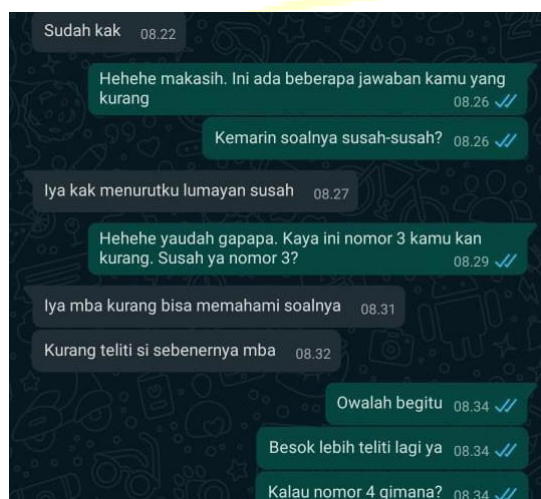 Sudah kak 08.22
Hehehe makasih. Ini ada beberapa jawaban kamu yang
kurang 08.26
Kemarin soalnya susah-susah? 08.26
Iya kak menurutku lumayan susah 08.27
Hehehe yaudah gapapa. Kaya ini nomor 3 kamu kan
kurang. Susah ya nomor 3? 08.29
Iya mba kurang bisa memahami soalnya 08.31
Kurang teliti si sebenernya mba 08.32
Owalah begitu 08.34
Besok lebih teliti lagi ya 08.34
Kalau nomor 4 gimana? 08.34